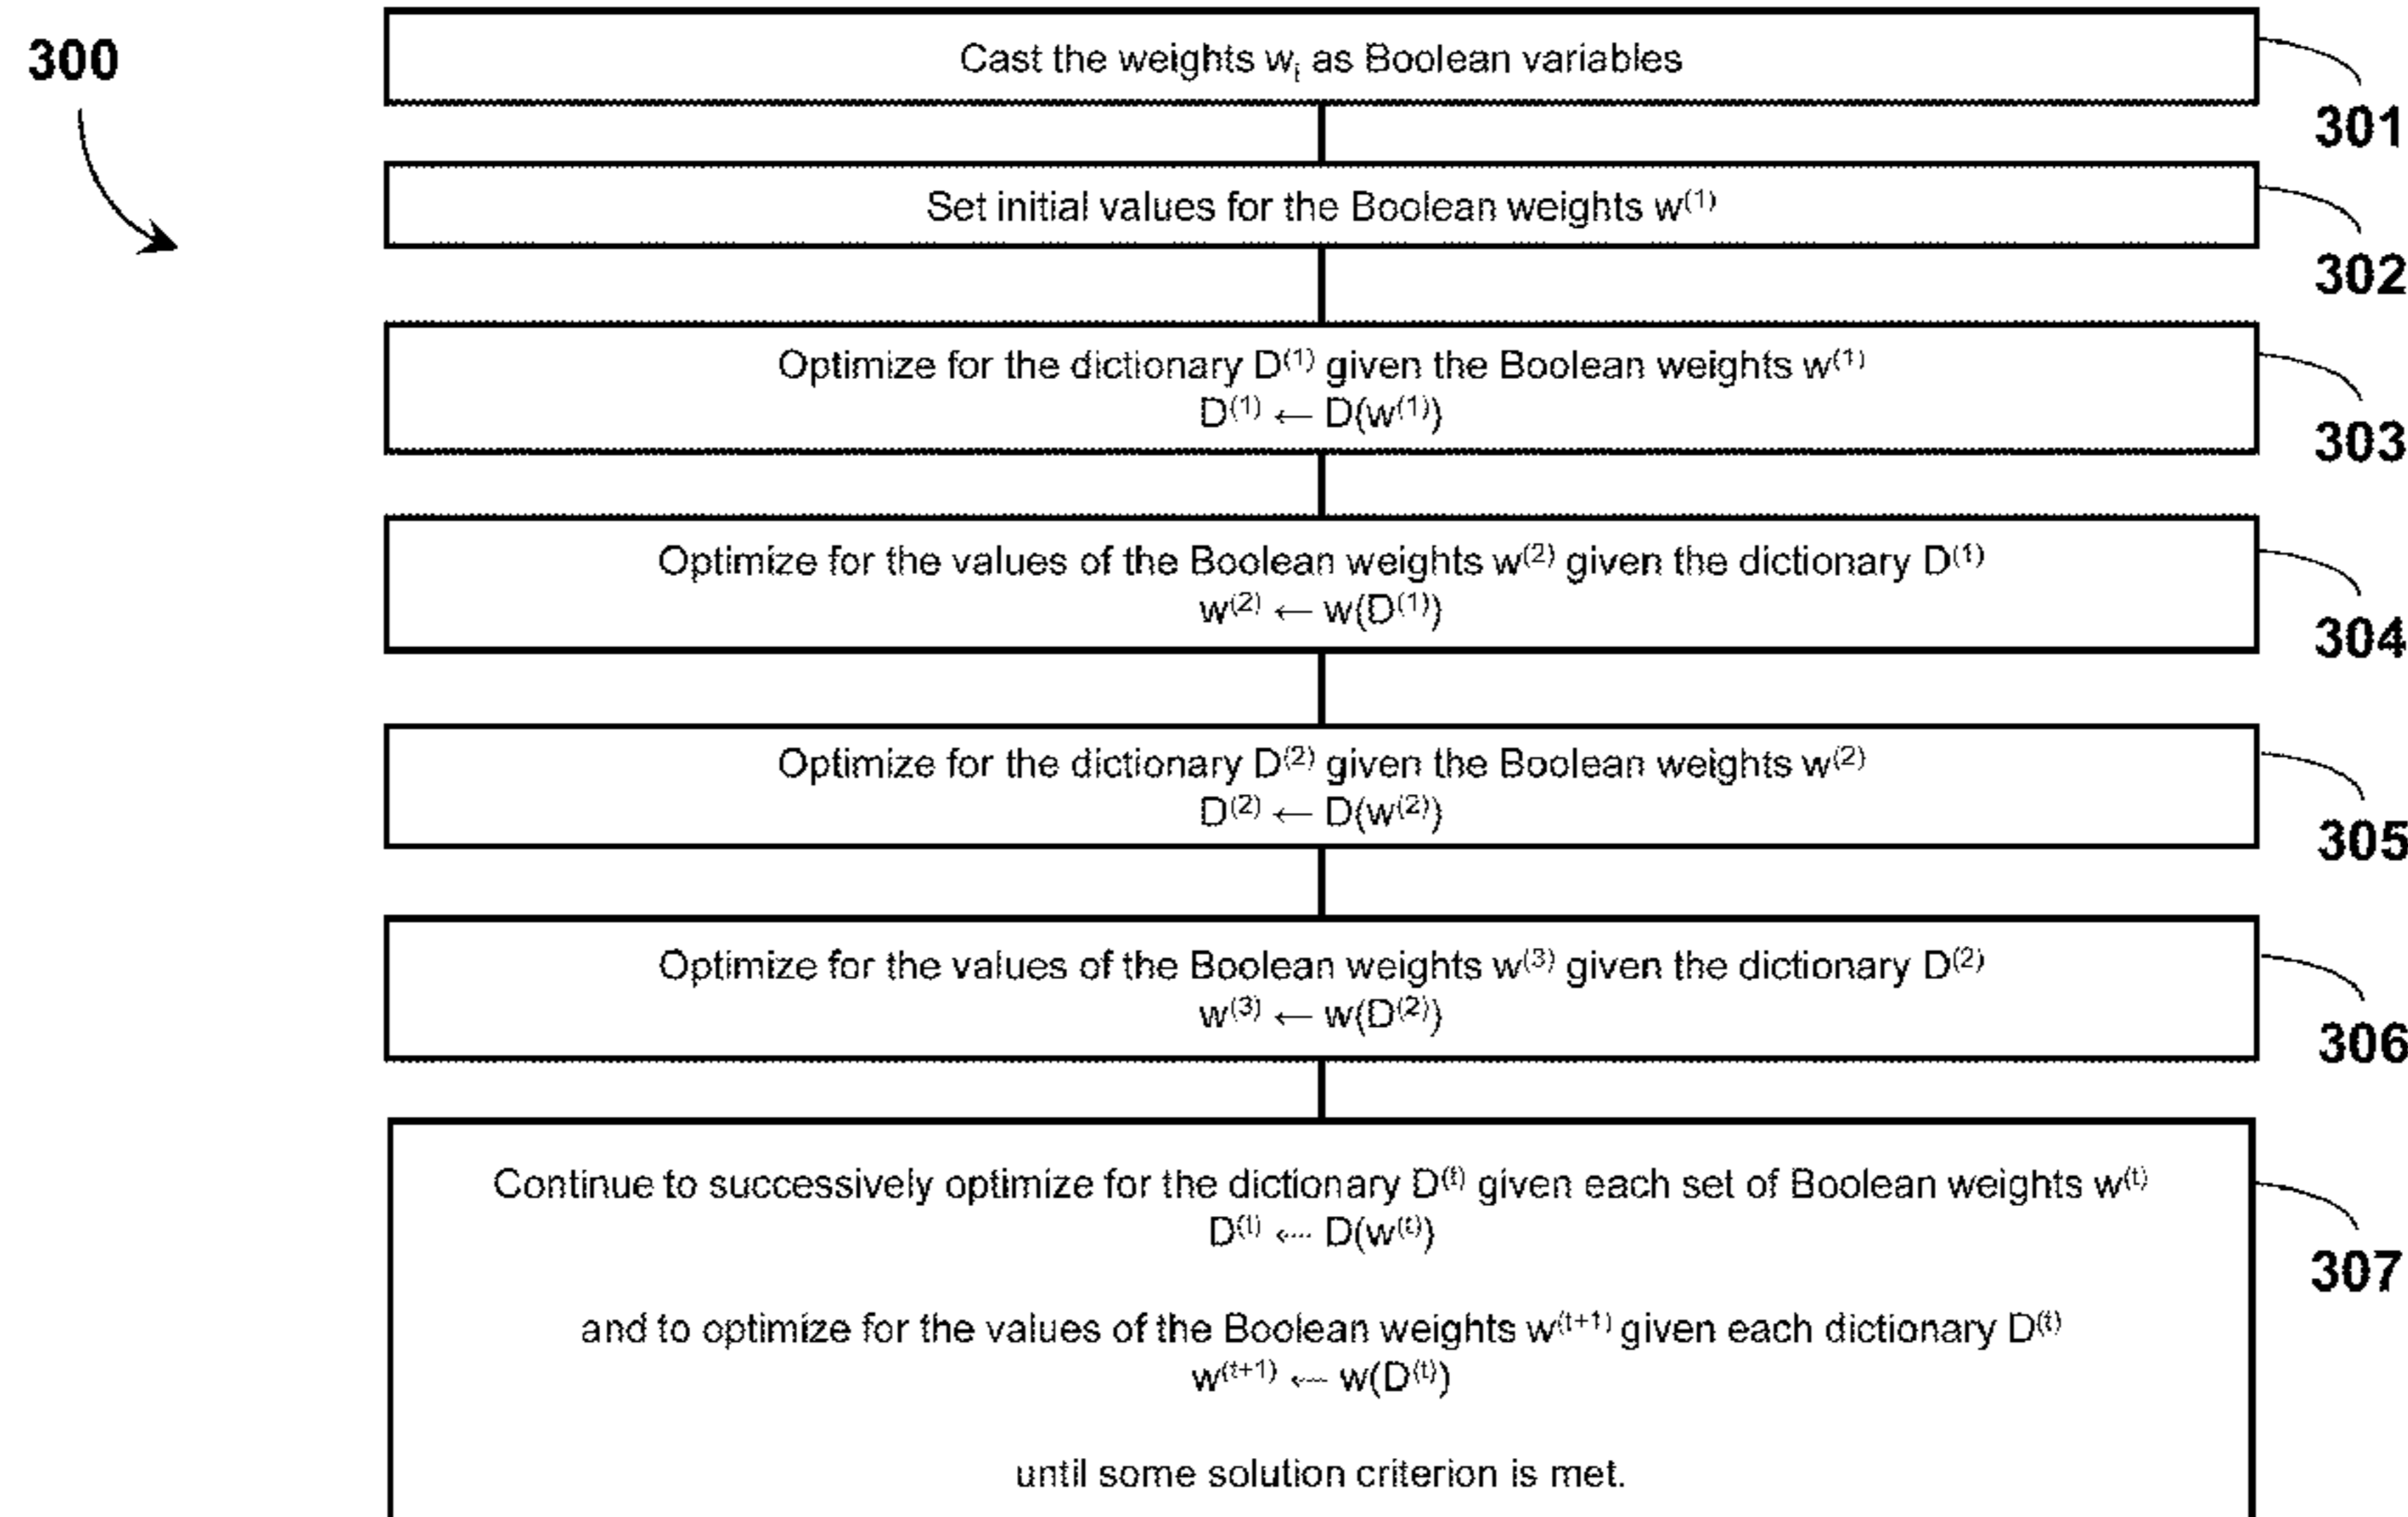 300
Cast the weights wᵢ as Boolean variables
301
Set initial values for the Boolean weights w⁽¹⁾
302
Optimize for the dictionary D⁽¹⁾ given the Boolean weights w⁽¹⁾
D⁽¹⁾ ← D(w⁽¹⁾)
303
Optimize for the values of the Boolean weights w⁽²⁾ given the dictionary D⁽¹⁾
w⁽²⁾ ← w(D⁽¹⁾)
304
Optimize for the dictionary D⁽²⁾ given the Boolean weights w⁽²⁾
D⁽²⁾ ← D(w⁽²⁾)
305
Optimize for the values of the Boolean weights w⁽³⁾ given the dictionary D⁽²⁾
w⁽³⁾ ← w(D⁽²⁾)
306
Continue to successively optimize for the dictionary D⁽ᵗ⁾ given each set of Boolean weights w⁽ᵗ⁾
D⁽ᵗ⁾ ← D(w⁽ᵗ⁾)
307
and to optimize for the values of the Boolean weights w⁽ᵗ⁺¹⁾ given each dictionary D⁽ᵗ⁾
w⁽ᵗ⁺¹⁾ ← w(D⁽ᵗ⁾)
until some solution criterion is met.